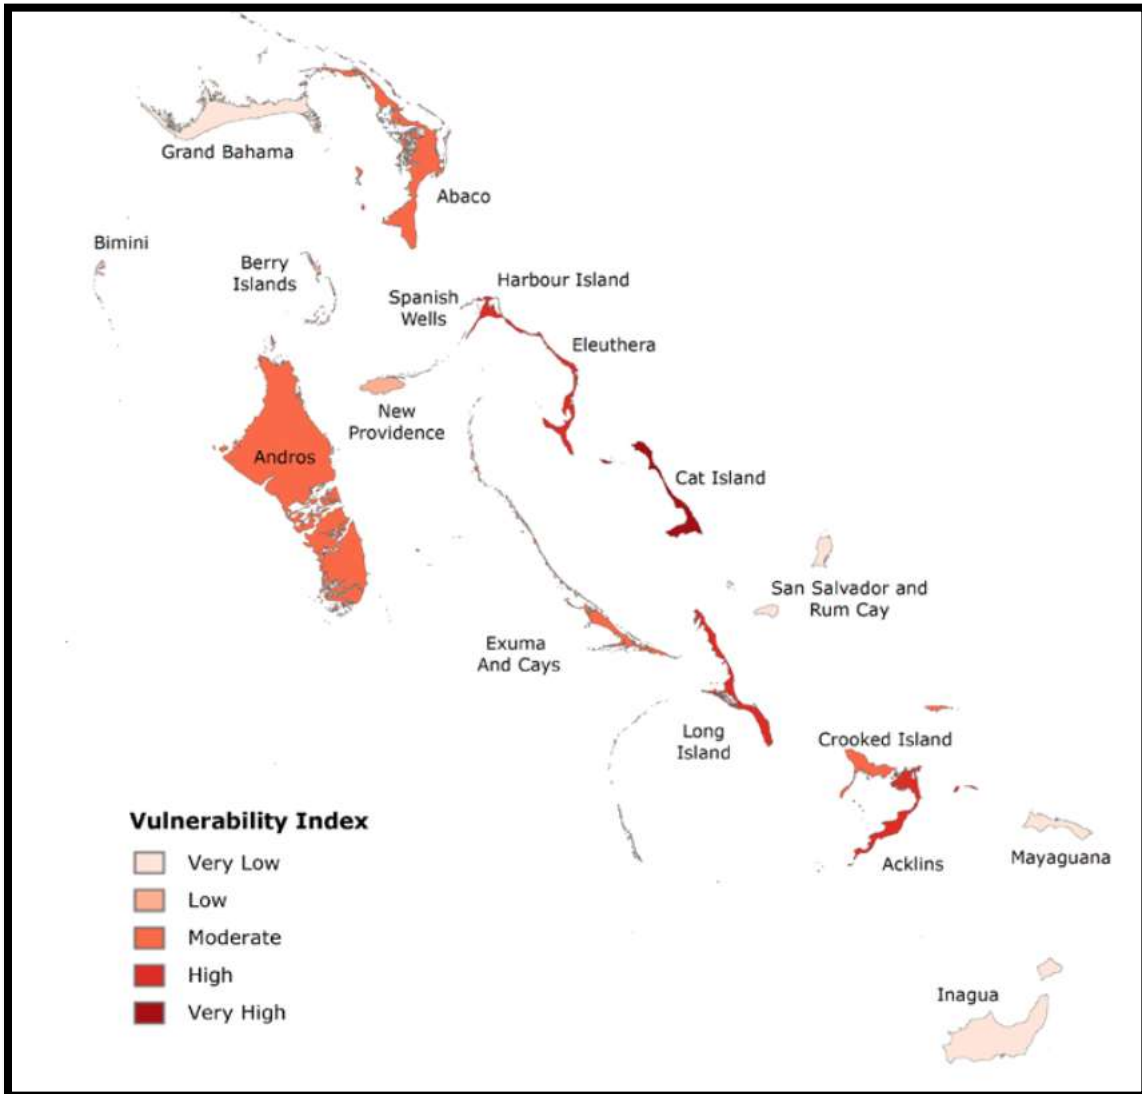 Grand Bahama
Abaco
Bimini
Berry
Islands
Harbour Island
Spanish
Wells
Eleuthera
New
Providence
Andros
Cat Island
San Salvador and
Rum Cay
Exuma
And Cays
Long
Island
Crooked Island
Acklins
Mayaguana
Inagua
Vulnerability Index
Very Low
Low
Moderate
High
Very High